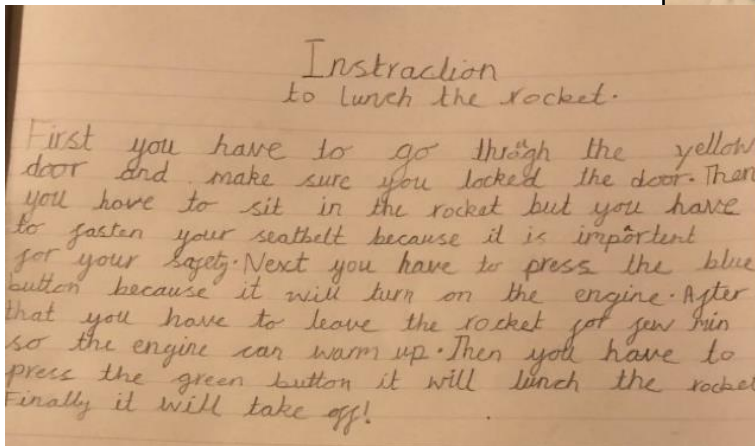 Instraction
to lunch the rocket.
First you have to go through the yellow
door and make sure you locked the door. Then
you have to sit in the rocket but you have
to fasten your seatbelt because it is importent
for your safety. Next you have to press the blue
button because it will turn on the engine. After
that you have to leave the rocket for few min
so the engine can warm up. Then you have to
press the green button it will lunch the rocket
Finally it will take off!